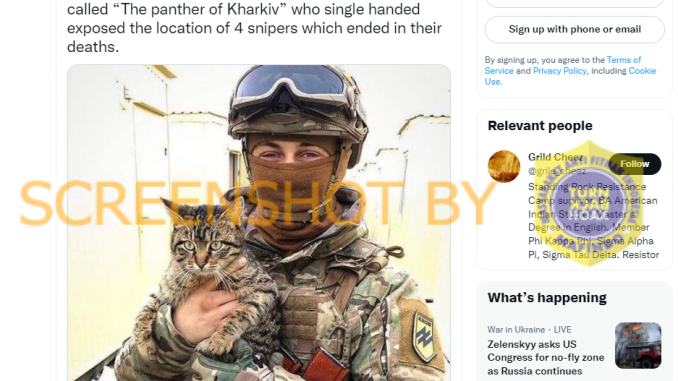 called “The panther of Kharkiv” who single handed
exposed the location of 4 snipers which ended in their
deaths.
Sign up with phone or email
By signing up, you agree to the Terms of
Service and Privacy Policy, including Cookie
Use.
Relevant people
Grild Cheez
@grild_cheez
Follow
Standing Rock Resistance
Camp survivor. BA American
Indian Studies Master's
Degree in English. Member
Phi Kappa Phi, Sigma Alpha
Pi, Sigma Tau Delta. Resistor
SCREENSHOT BY
TURN
HOAX
What’s happening
War in Ukraine · LIVE
Zelenskyy asks US
Congress for no-fly zone
as Russia continues